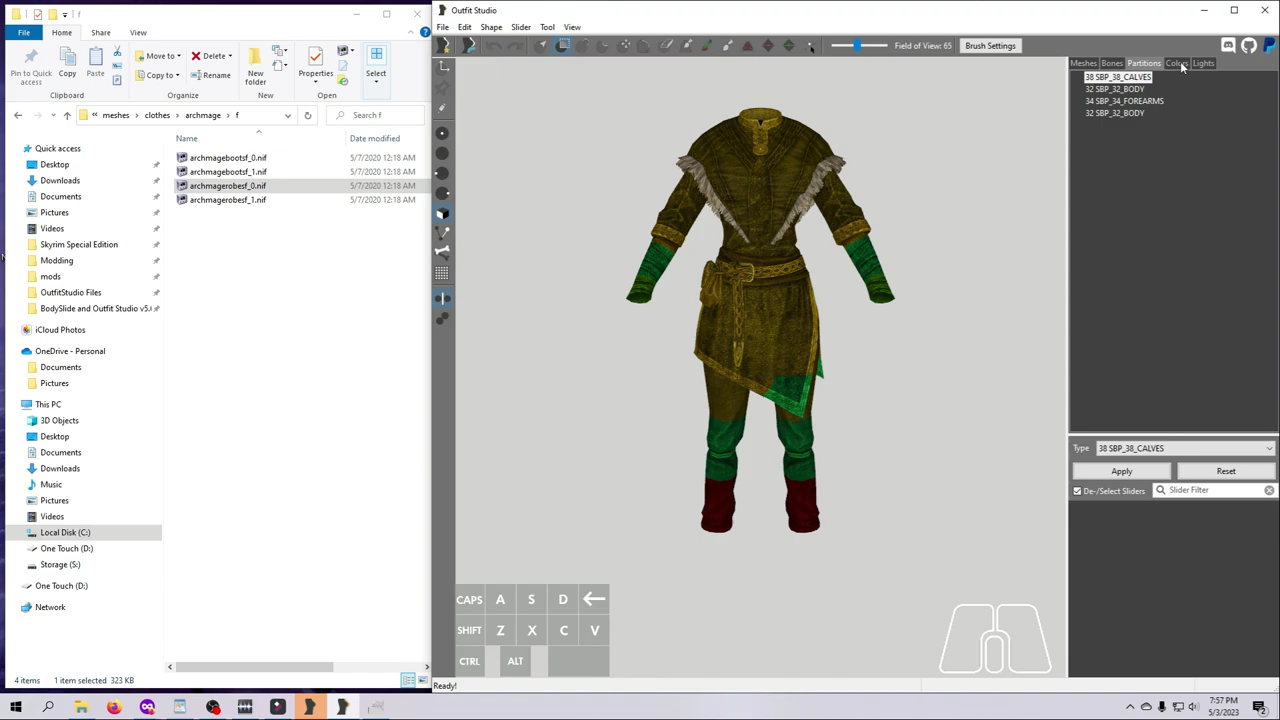 f
File Home Share View
Pin to Quick access
Copy
Paste
Move to
Copy to
Delete
Rename
New folder
Properties
Select
Clipboard Organize
meshes clothes archmage f
Search f
Name Date modified
archmagebootsf_0.nif 5/7/2020 12:18 AM
archmagebootsf_1.nif 5/7/2020 12:18 AM
archmagerobesf_0.nif 5/7/2020 12:18 AM
archmagerobesf_1.nif 5/7/2020 12:18 AM
Quick access
Desktop
Downloads
Documents
Pictures
Videos
Skyrim Special Edition
Modding
mods
OutfitStudio Files
BodySlide and Outfit Studio v5.
iCloud Photos
OneDrive - Personal
Documents
Pictures
This PC
3D Objects
Desktop
Documents
Downloads
Music
Pictures
Videos
Local Disk (C:)
One Touch (D:)
Storage (S:)
One Touch (D:)
Network
4 items 1 item selected 323 KB
Outfit Studio
File Edit Shape Slider Tool View
Field of View: 65 Brush Settings
Meshes Bones Partitions Colors Lights
38 SBP_38_CALVES
32 SBP_32_BODY
34 SBP_34_FOREARMS
32 SBP_32_BODY
Type 38 SBP_38_CALVES
Apply Reset
De-/Select Sliders Slider Filter
CAPS A S D
SHIFT Z X C V
CTRL ALT
Ready!
7:57 PM
5/3/2023
2